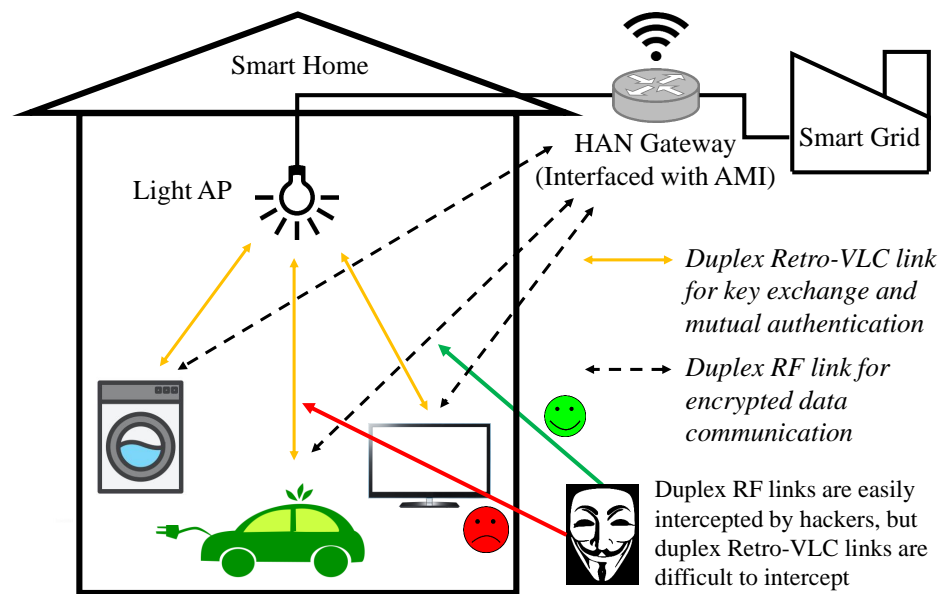 Smart Home
Light AP
HAN Gateway
(Interfaced with AMI)
Smart Grid
Duplex Retro-VLC link
for key exchange and
mutual authentication
Duplex RF link for
encrypted data
communication
Duplex RF links are easily
intercepted by hackers, but
duplex Retro-VLC links are
difficult to intercept